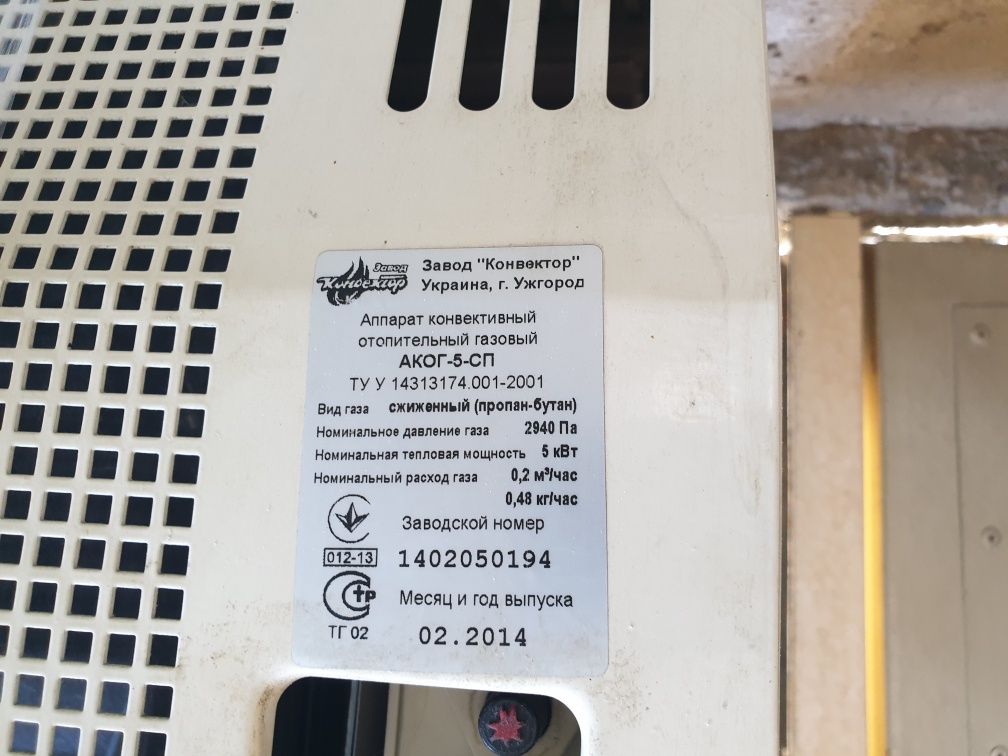 Завод
Конвектор
Завод "Конвектор"
Украина, г. Ужгород
Аппарат конвективный
отопительный газовый
АКОГ-5-СП
ТУ У 14313174.001-2001
Вид газа сжиженный (пропан-бутан)
Номинальное давление газа 2940 Па
Номинальная тепловая мощность 5 кВт
Номинальный расход газа 0,2 м³/час
0,48 кг/час
Заводской номер
012-13 1402050194
тр Месяц и год выпуска
ТГ 02 02.2014